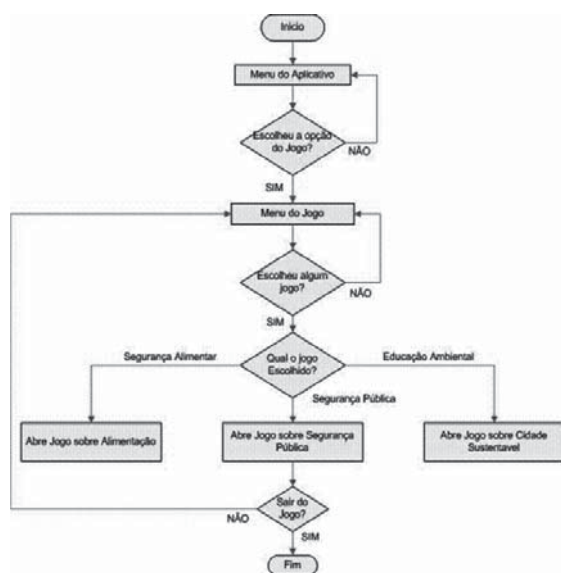 Inicio
Menu do Aplicativo
Escolheu a opção
do Jogo?
NÃO
SIM
Menu do Jogo
Escolheu algum
jogo?
NÃO
SIM
Segurança Alimentar
Qual o jogo
Escolhido?
Educação Ambiental
Segurança Pública
Abre Jogo sobre Alimentação
Abre Jogo sobre Segurança
Pública
Abre Jogo sobre Cidade
Sustentavel
Sair do
Jogo?
NÃO
SIM
Fim